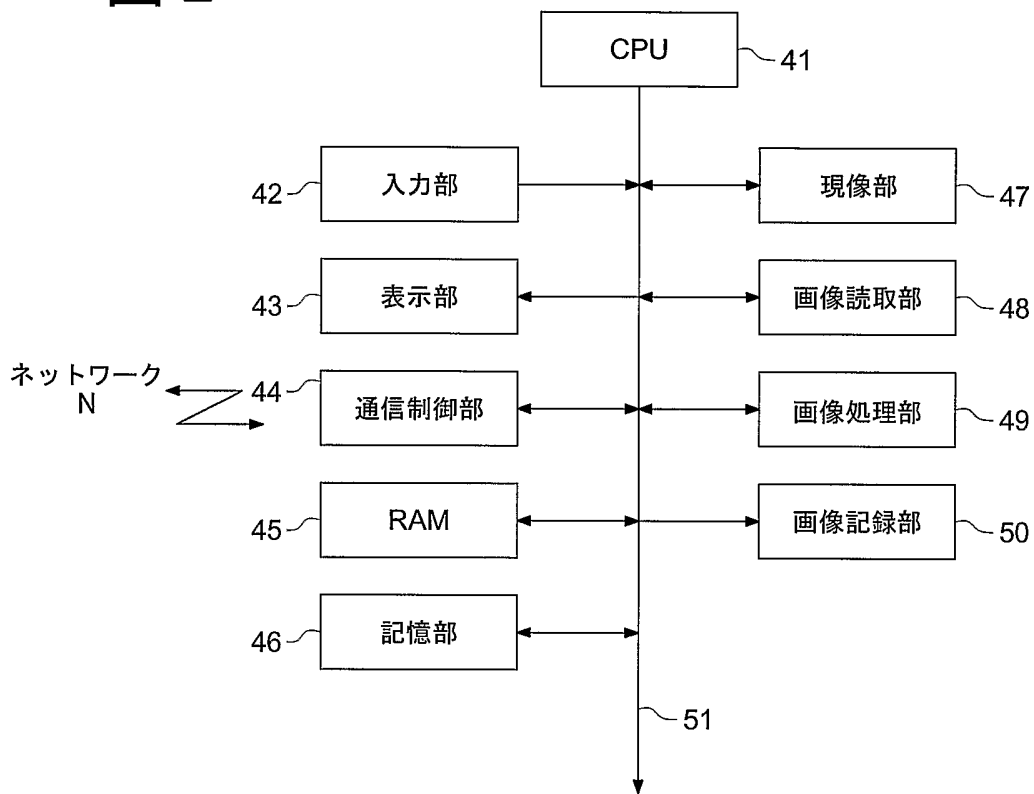 図
CPU
41
42
入力部
現像部
47
43
表示部
画像読取部
48
ネットワーク
N
44
通信制御部
画像処理部
49
45
RAM
画像記録部
50
46
記憶部
51